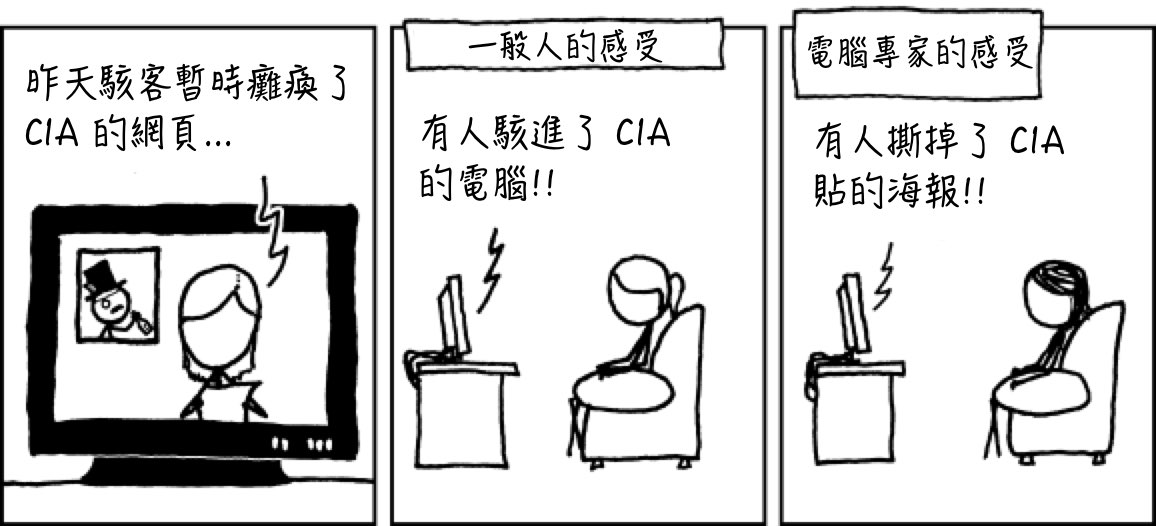 昨天駭客暫時癱瘓了
CIA 的網頁...
一般人的感受
有人駭進了 CIA
的電腦!!
電腦專家的感受
有人撕掉了 CIA
貼的海報!!